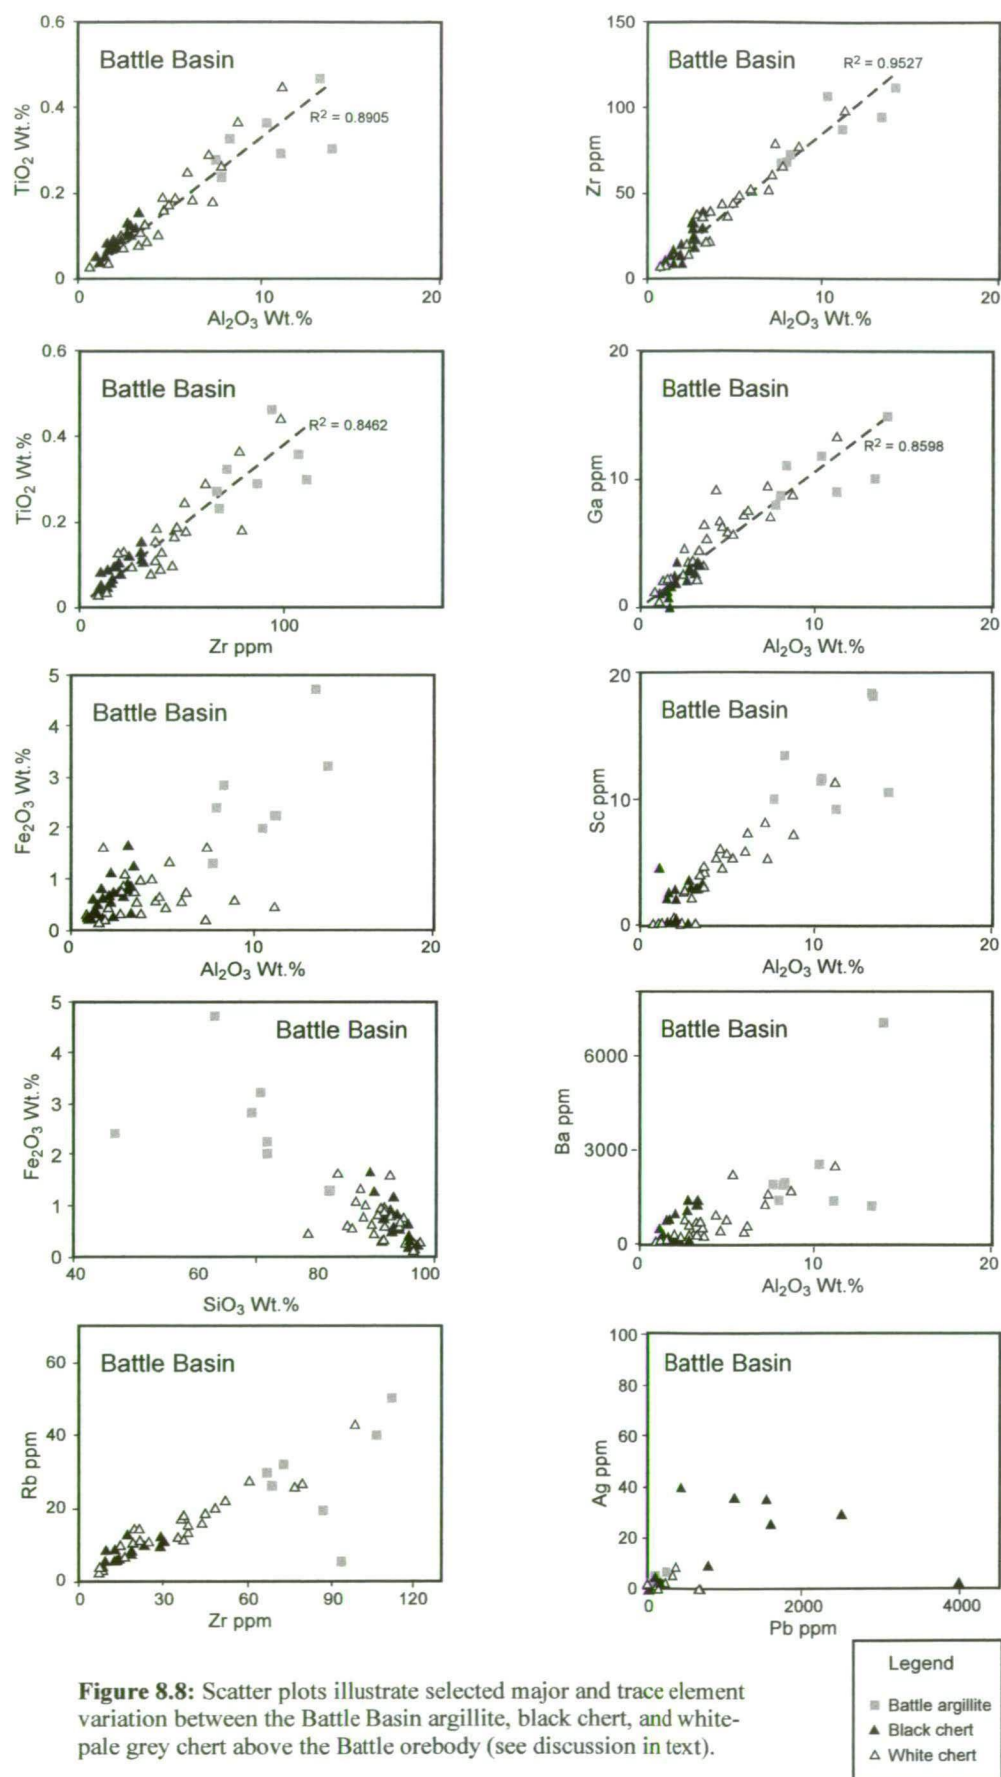 0.6
Battle Basin
0.4
R² = 0.8905
TiO₂ Wt.%
0.2
0
0
10
20
Al₂O₃ Wt.%
150
Battle Basin
R² = 0.9527
100
Zr ppm
50
0
0
10
20
Al₂O₃ Wt.%
0.6
Battle Basin
R² = 0.8462
0.4
TiO₂ Wt.%
0.2
0
0
100
Zr ppm
20
Battle Basin
R² = 0.8598
Ga ppm
10
0
0
10
20
Al₂O₃ Wt.%
5
Battle Basin
4
Fe₂O₃ Wt.%
3
2
1
0
0
10
20
Al₂O₃ Wt.%
20
Battle Basin
Sc ppm
10
0
0
10
20
Al₂O₃ Wt.%
5
Battle Basin
4
Fe₂O₃ Wt.%
3
2
1
0
40
60
80
100
SiO₃ Wt.%
Battle Basin
6000
Ba ppm
3000
0
0
10
20
Al₂O₃ Wt.%
60
Battle Basin
Rb ppm
40
20
0
0
30
60
90
120
Zr ppm
100
Battle Basin
80
60
Ag ppm
40
20
0
0
2000
4000
Pb ppm
Legend
Battle argillite
Black chert
White chert
Figure 8.8: Scatter plots illustrate selected major and trace element
variation between the Battle Basin argillite, black chert, and white-
pale grey chert above the Battle orebody (see discussion in text).